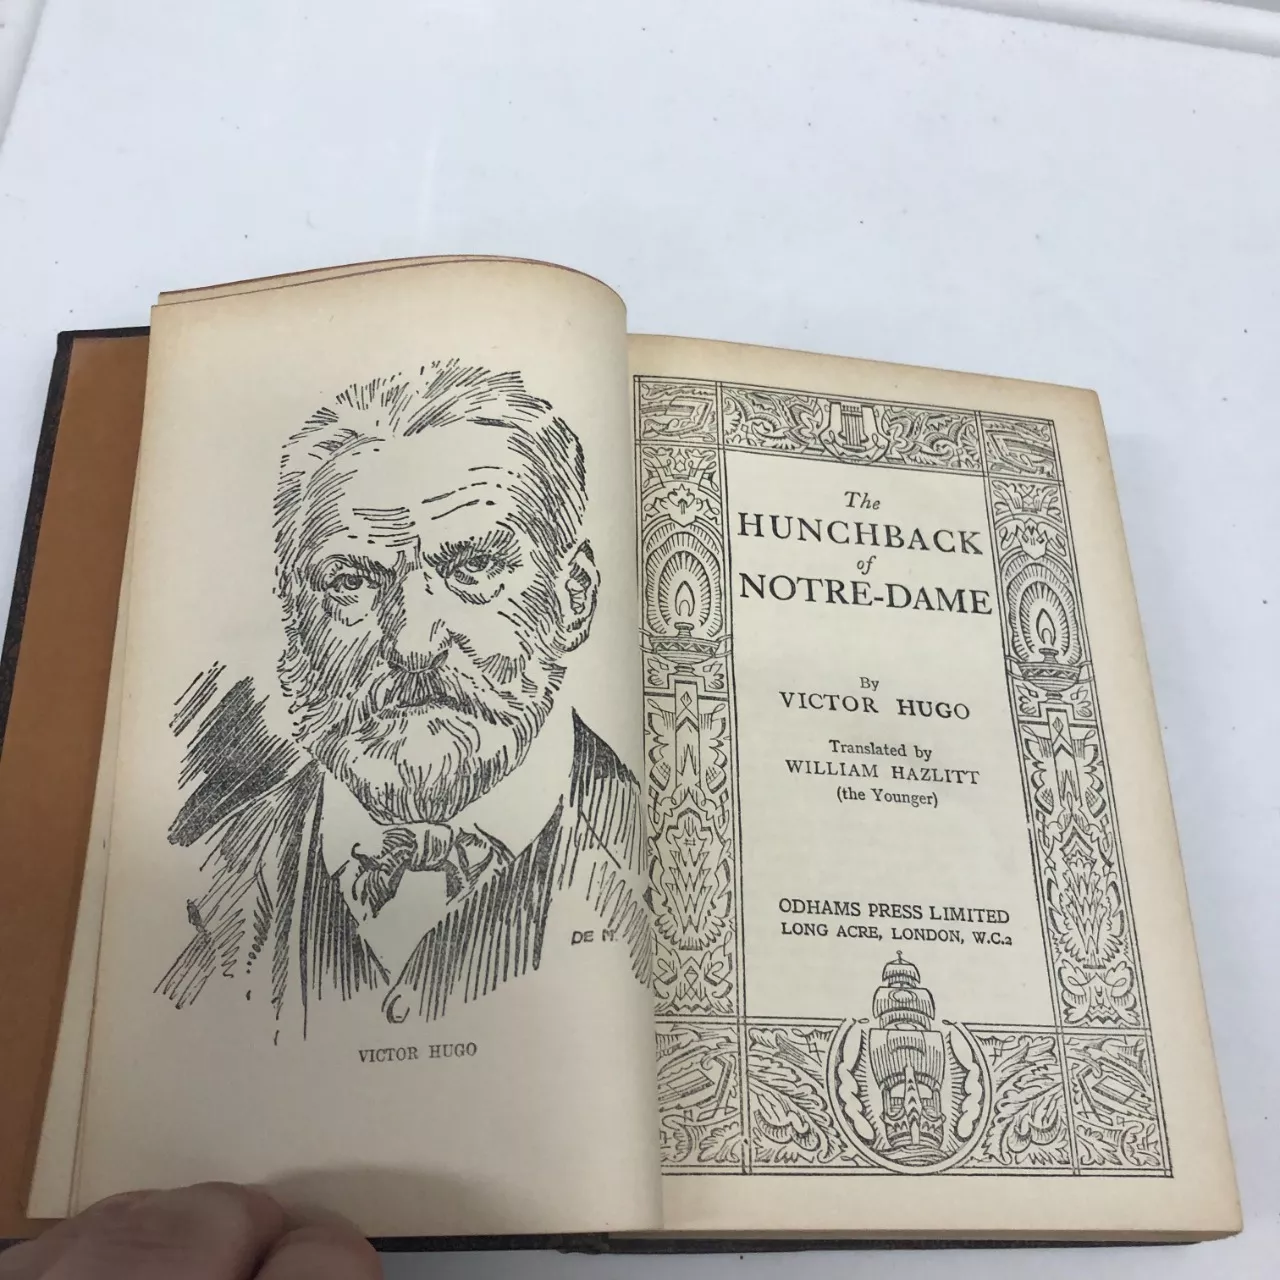 DE M.
VICTOR HUGO
The
HUNCHBACK
of
NOTRE-DAME
By
VICTOR HUGO
Translated by
WILLIAM HAZLITT
(the Younger)
ODHAMS PRESS LIMITED
LONG ACRE, LONDON, W.C.2